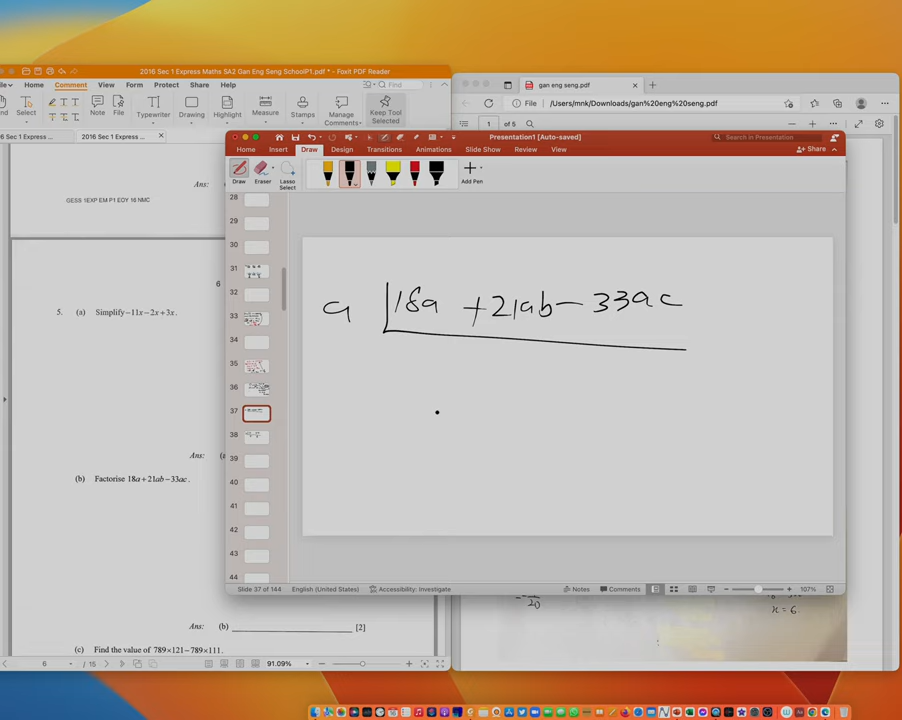 2016 Sec 1 Express Maths SA2 Gan Eng Seng SchoolP1.pdf * - Foxit PDF Reader
Home Comment View Form Protect Share Help Find
Hand Select Note File Typewriter Drawing Highlight Measure Stamps Manage Comments Keep Tool Selected
2016 Sec 1 Express ...
Ans:
GESS 1EXP EM P1 EOY 16 NMC
6
5. (a) Simplify −11x−2x+3x.
Ans:
(b) Factorise 18a+21ab−33ac.
Ans: (b) [2]
(c) Find the value of 789×121−789×111.
6 / 15 91.09%
gan eng seng.pdf
File /Users/mnk/Downloads/gan%20eng%20seng.pdf
1 of 5
20
x = 6.
Presentation1 [Auto-saved]
Search in Presentation
Home Insert Draw Design Transitions Animations Slide Show Review View Share
Draw Eraser Lasso Select Add Pen
28
29
30
31
32
33
34
35
36
37
38
39
40
41
42
43
44
a 18a +21ab− 33ac
Slide 37 of 144 English (United States) Accessibility: Investigate Notes Comments 107%